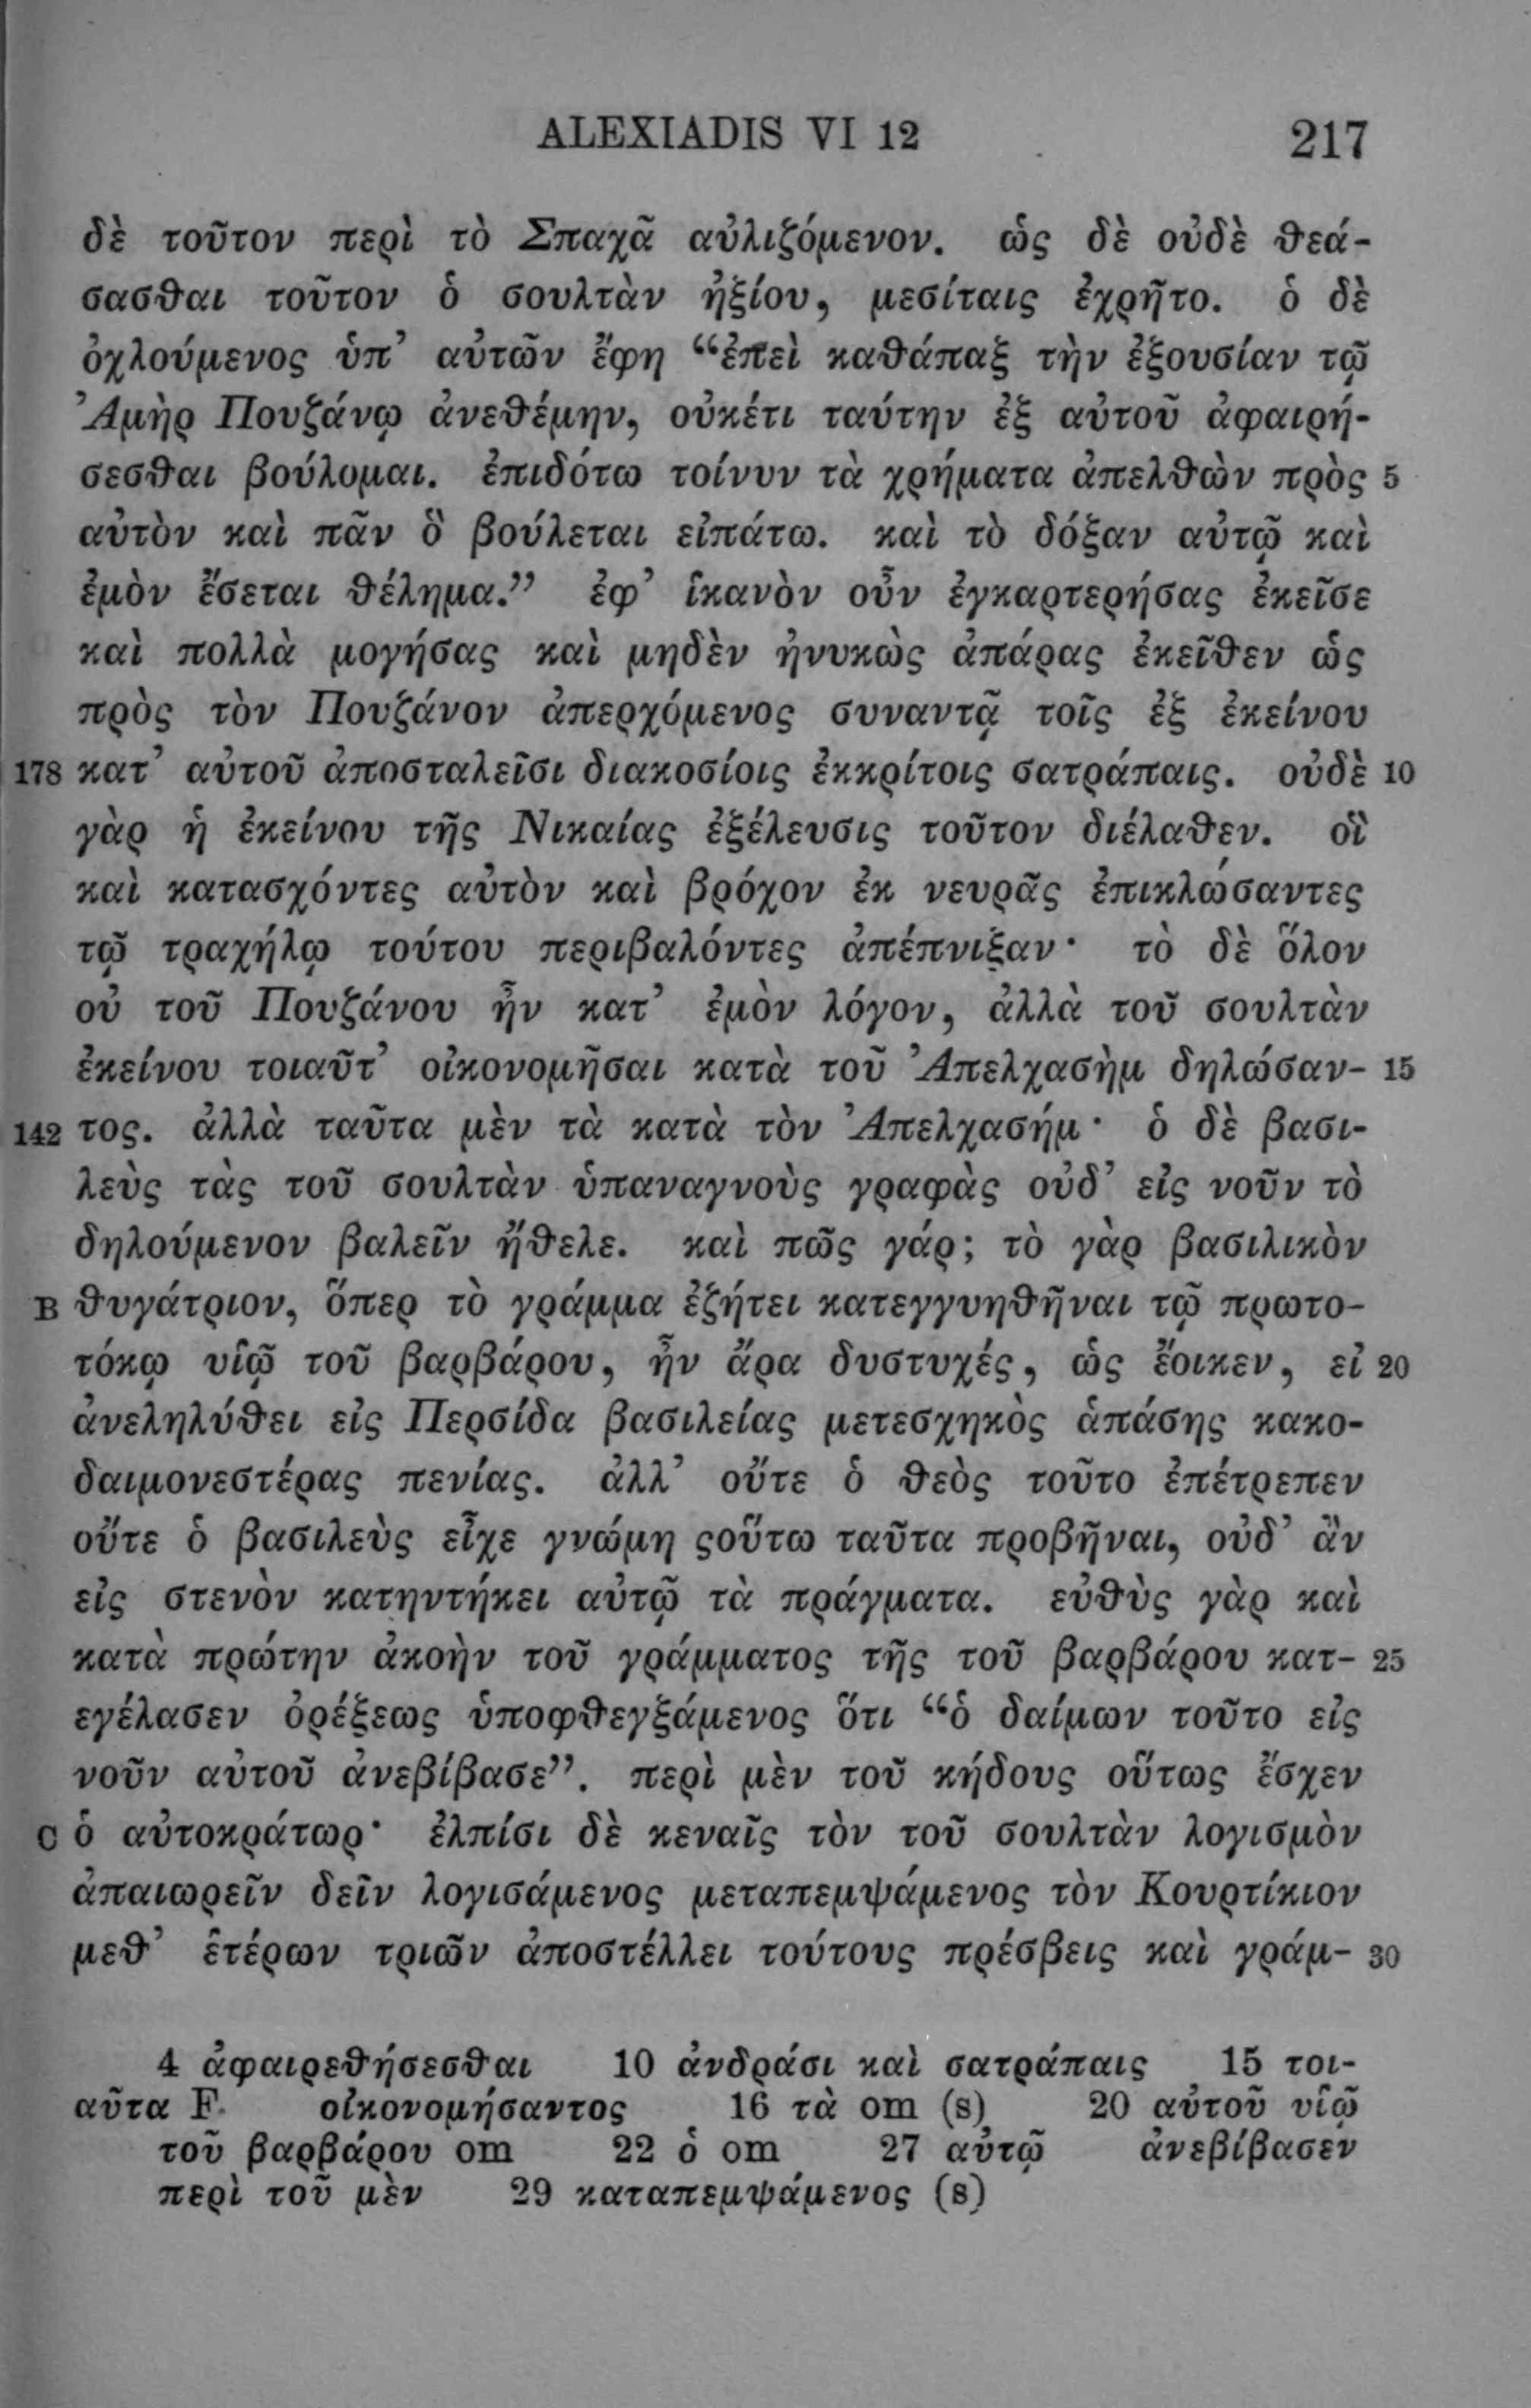 ALEXIADIS VI 12 217
δὲ τοῦτον περὶ τὸ Σπαχᾶ αὐλιζόμενον. ὡς δὲ οὐδὲ θεά-
σασθαι τοῦτον ὁ σουλτὰν ἠξίου, μεσίταις ἐχρῆτο. ὁ δὲ
ὀχλούμενος ὑπ’ αὐτῶν ἔφη “ἐπεὶ καθάπαξ τὴν ἐξουσίαν τῷ
Ἀμὴρ Πουζάνῳ ἀνεθέμην, οὐκέτι ταύτην ἐξ αὐτοῦ ἀφαιρή-
σεσθαι βούλομαι. ἐπιδότω τοίνυν τὰ χρήματα ἀπελθὼν πρὸς 5
αὐτὸν καὶ πᾶν ὃ βούλεται εἰπάτω. καὶ τὸ δόξαν αὐτῷ καὶ
ἐμὸν ἔσεται θέλημα.” ἐφ’ ἱκανὸν οὖν ἐγκαρτερήσας ἐκεῖσε
καὶ πολλὰ μογήσας καὶ μηδὲν ἠνυκὼς ἀπάρας ἐκεῖθεν ὡς
πρὸς τὸν Πουζάνον ἀπερχόμενος συναντᾷ τοῖς ἐξ ἐκείνου
178 κατ’ αὐτοῦ ἀποσταλεῖσι διακοσίοις ἐκκρίτοις σατράπαις. οὐδὲ 10
γὰρ ἡ ἐκείνου τῆς Νικαίας ἐξέλευσις τοῦτον διέλαθεν. οἳ
καὶ κατασχόντες αὐτὸν καὶ βρόχον ἐκ νευρᾶς ἐπικλώσαντες
τῷ τραχήλῳ τούτου περιβαλόντες ἀπέπνιξαν· τὸ δὲ ὅλον
οὐ τοῦ Πουζάνου ἦν κατ’ ἐμὸν λόγον, ἀλλὰ τοῦ σουλτὰν
ἐκείνου τοιαῦτ’ οἰκονομῆσαι κατὰ τοῦ Ἀπελχασὴμ δηλώσαν- 15
142 τος. ἀλλὰ ταῦτα μὲν τὰ κατὰ τὸν Ἀπελχασήμ· ὁ δὲ βασι-
λεὺς τὰς τοῦ σουλτὰν ὑπαναγνοὺς γραφὰς οὐδ’ εἰς νοῦν τὸ
δηλούμενον βαλεῖν ἤθελε. καὶ πῶς γάρ; τὸ γὰρ βασιλικὸν
B θυγάτριον, ὅπερ τὸ γράμμα ἐζήτει κατεγγυηθῆναι τῷ πρωτο-
τόκῳ υἱῷ τοῦ βαρβάρου, ἦν ἄρα δυστυχές, ὡς ἔοικεν, εἰ 20
ἀνεληλύθει εἰς Περσίδα βασιλείας μετεσχηκὸς ἁπάσης κακο-
δαιμονεστέρας πενίας. ἀλλ’ οὔτε ὁ θεὸς τοῦτο ἐπέτρεπεν
οὔτε ὁ βασιλεὺς εἶχε γνώμη ςοὕτω ταῦτα προβῆναι, οὐδ’ ἂν
εἰς στενὸν κατηντήκει αὐτῷ τὰ πράγματα. εὐθὺς γὰρ καὶ
κατὰ πρώτην ἀκοὴν τοῦ γράμματος τῆς τοῦ βαρβάρου κατ- 25
εγέλασεν ὀρέξεως ὑποφθεγξάμενος ὅτι “ὁ δαίμων τοῦτο εἰς
νοῦν αὐτοῦ ἀνεβίβασε”. περὶ μὲν τοῦ κήδους οὕτως ἔσχεν
C ὁ αὐτοκράτωρ· ἐλπίσι δὲ κεναῖς τὸν τοῦ σουλτὰν λογισμὸν
ἀπαιωρεῖν δεῖν λογισάμενος μεταπεμψάμενος τὸν Κουρτίκιον
μεθ’ ἑτέρων τριῶν ἀποστέλλει τούτους πρέσβεις καὶ γράμ- 30
4 ἀφαιρεθήσεσθαι 10 ἀνδράσι καὶ σατράπαις 15 τοι-
αῦτα F οἰκονομήσαντος 16 τὰ om (s) 20 αὐτοῦ υἱῷ
τοῦ βαρβάρου om 22 ὁ om 27 αὐτῷ ἀνεβίβασεν
περὶ τοῦ μὲν 29 καταπεμψάμενος (s)